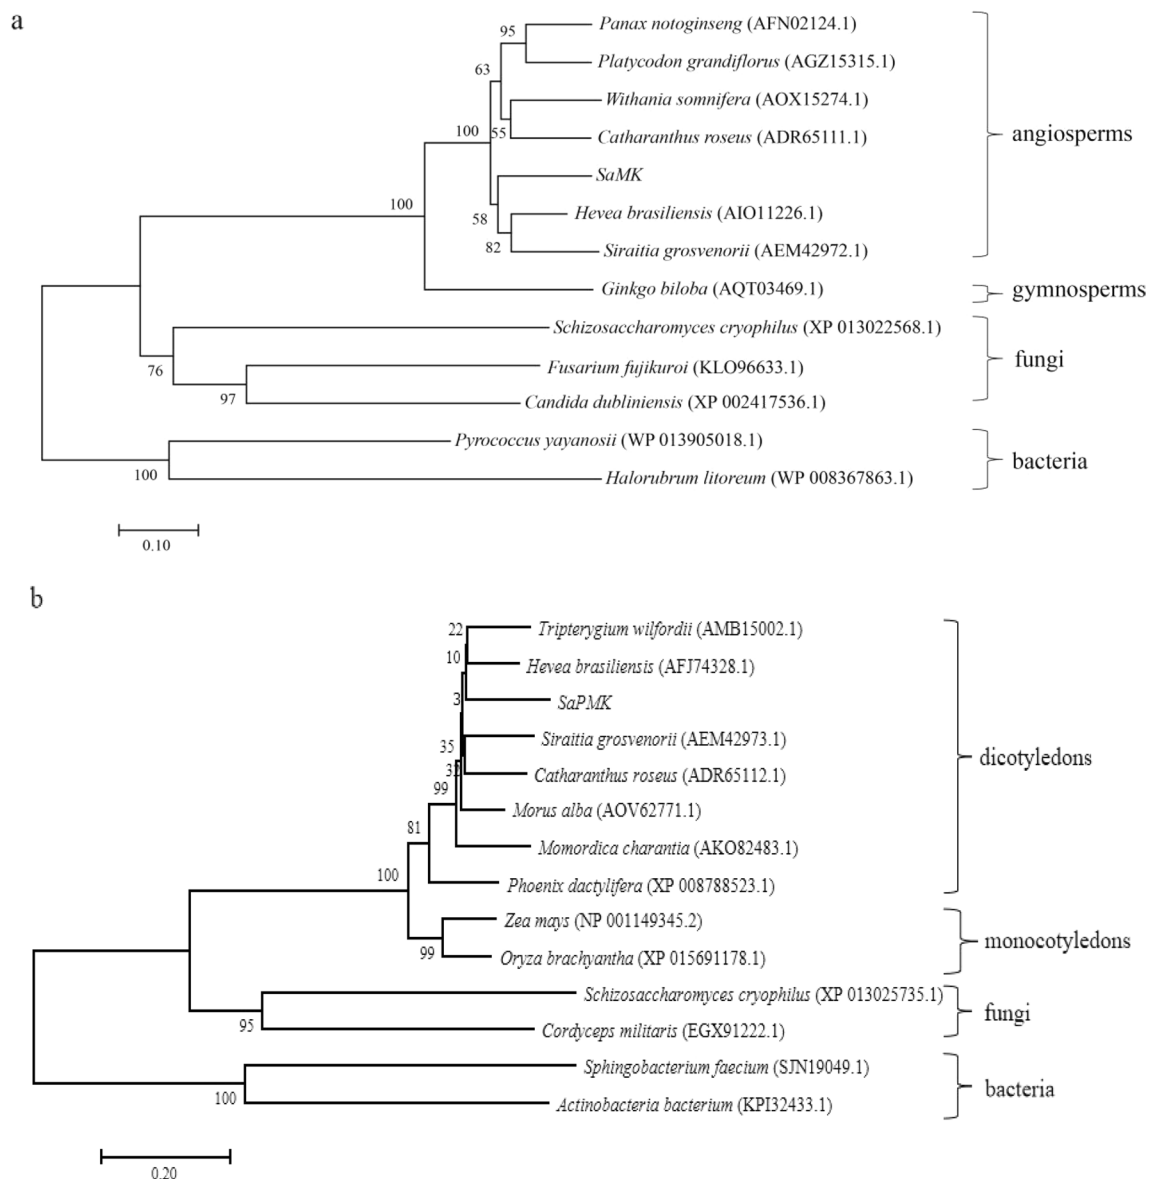 a
95
Panax notoginseng (AFN02124.1)
Platycodon grandiflorus (AGZ15315.1)
63
Withania somnifera (AOX15274.1)
100
55
Catharanthus roseus (ADR65111.1)
angiosperms
SaMK
100
58
Hevea brasiliensis (AIO11226.1)
82
Siraitia grosvenorii (AEM42972.1)
Ginkgo biloba (AQT03469.1)
gymnosperms
Schizosaccharomyces cryophilus (XP 013022568.1)
76
Fusarium fujikuroi (KLO96633.1)
fungi
97
Candida dubliniensis (XP 002417536.1)
Pyrococcus yayanosii (WP 013905018.1)
bacteria
100
Halorubrum litoreum (WP 008367863.1)
0.10
b
22
Tripterygium wilfordii (AMB15002.1)
10
Hevea brasiliensis (AFJ74328.1)
3
SaPMK
35
Siraitia grosvenorii (AEM42973.1)
dicotyledons
Catharanthus roseus (ADR65112.1)
99
Morus alba (AOV62771.1)
81
Momordica charantia (AKO82483.1)
100
Phoenix dactylifera (XP 008788523.1)
Zea mays (NP 001149345.2)
monocotyledons
99
Oryza brachyantha (XP 015691178.1)
Schizosaccharomyces cryophilus (XP 013025735.1)
fungi
95
Cordyceps militaris (EGX91222.1)
Sphingobacterium faecium (SJN19049.1)
bacteria
100
Actinobacteria bacterium (KPI32433.1)
0.20